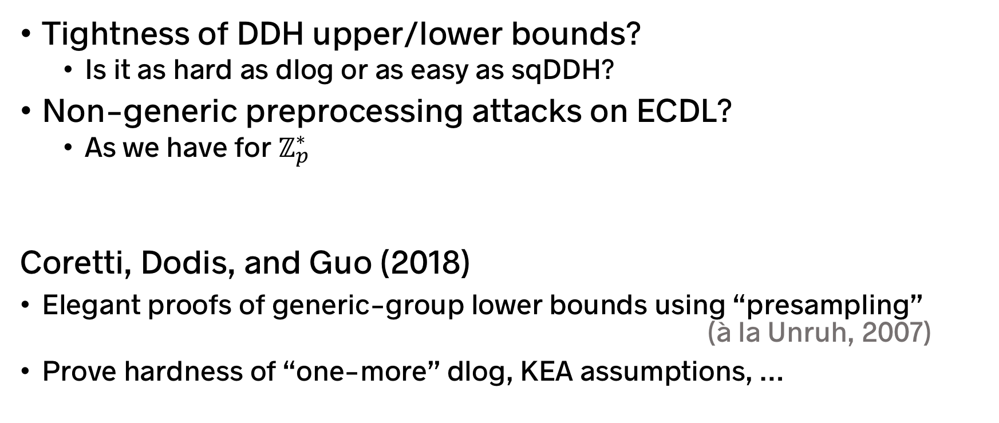 • Tightness of DDH upper/lower bounds?
• Is it as hard as dlog or as easy as sqDDH?
• Non-generic preprocessing attacks on ECDL?
• As we have for ℤ*ₚ
Coretti, Dodis, and Guo (2018)
• Elegant proofs of generic-group lower bounds using “presampling”
(à la Unruh, 2007)
• Prove hardness of “one-more” dlog, KEA assumptions, ...